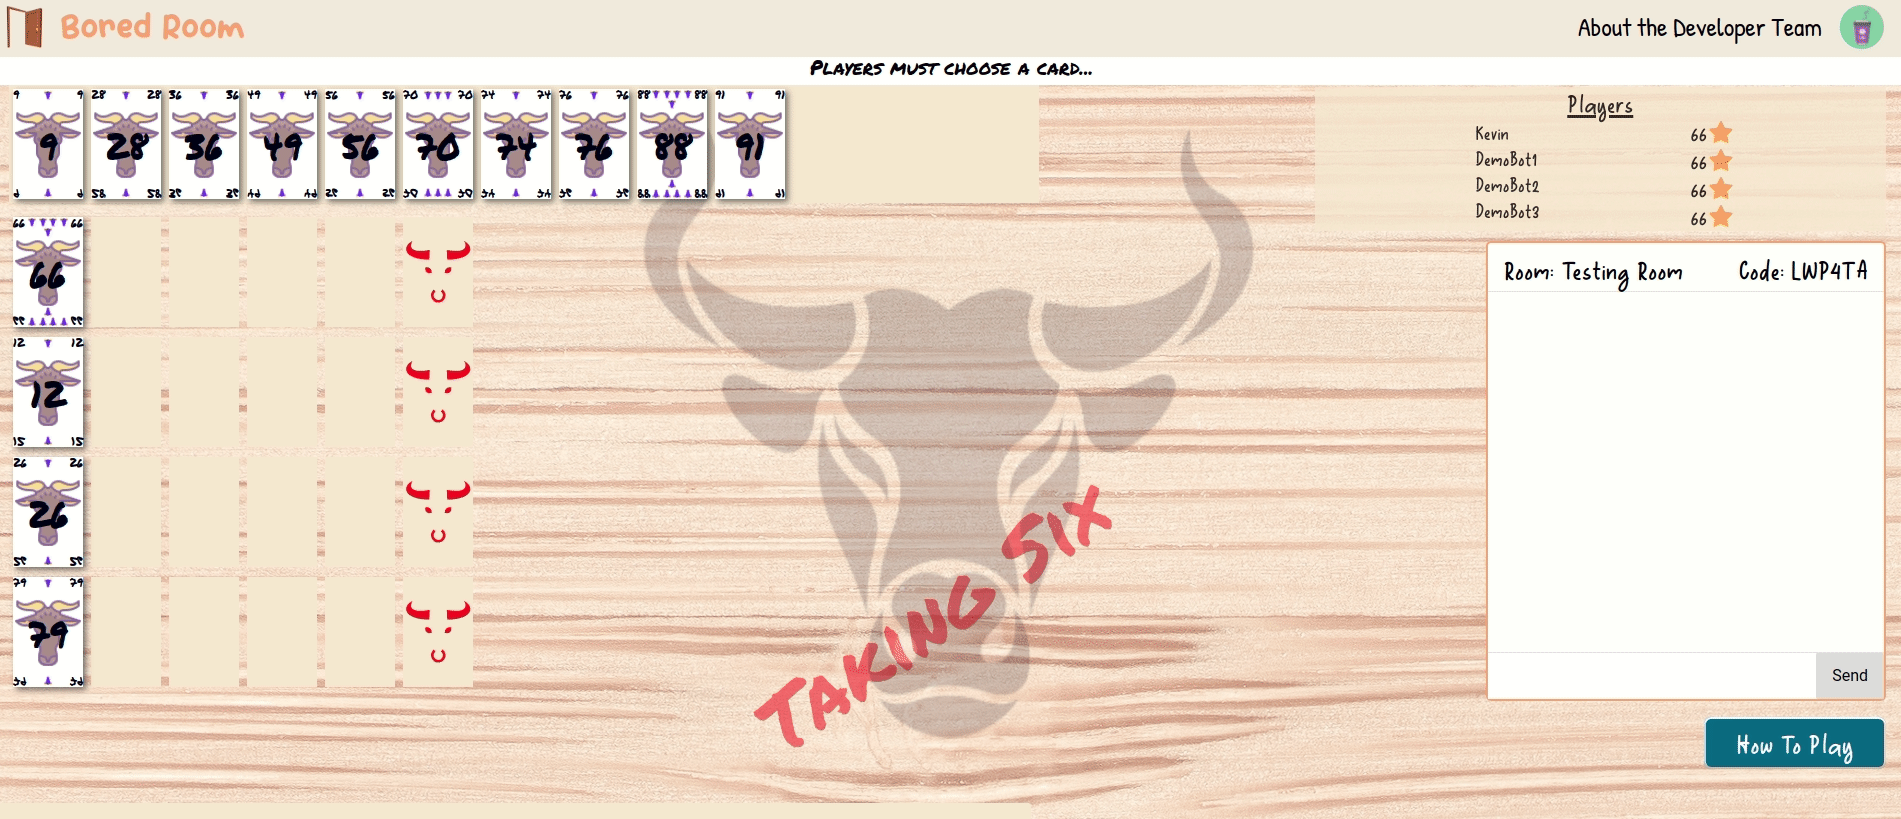 Bored Room
About the Developer Team
Players must choose a card...
9 28 36 49 56 70 74 76 88 91
66
12
26
79
TAKING SIX
Players
Kevin 66
DemoBot1 66
DemoBot2 66
DemoBot3 66
Room: Testing Room Code: LWP4TA
Send
How To Play